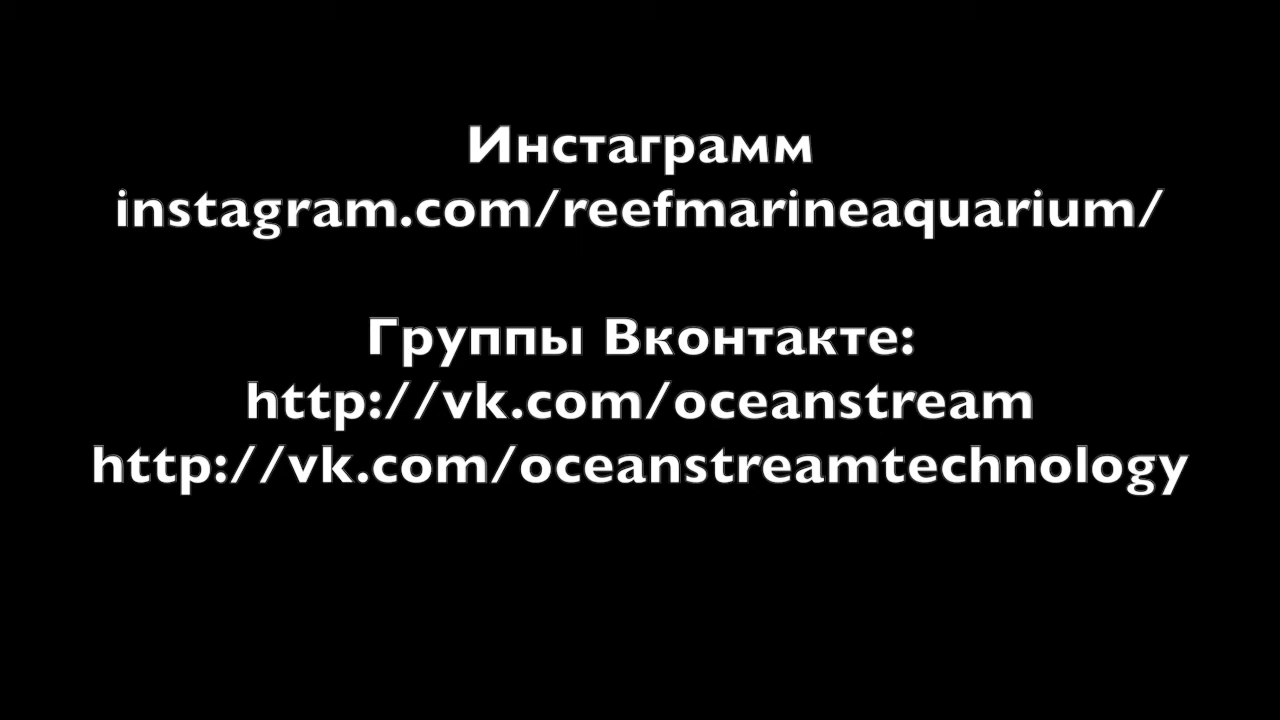 Инстаграмм
instagram.com/reefmarineaquarium/
Группы Вконтакте:
http://vk.com/oceanstream
http://vk.com/oceanstreamtechnology